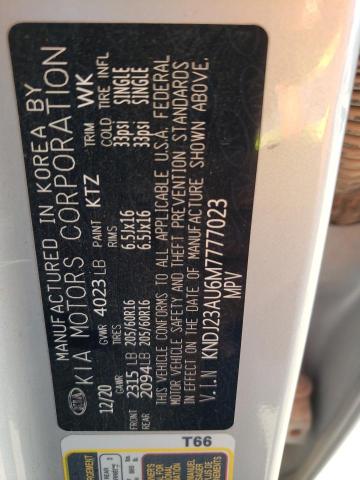 MANUFACTURED IN KOREA BY
KIA MOTORS CORPORATION
12/20 GVWR 4023 LB PAINT KTZ TRIM WK
GAWR TIRES RIMS COLD TIRE INFL
FRONT 2315 LB 205/60R16 6.5JX16 33psi SINGLE
REAR 2094 LB 205/60R16 6.5JX16 33psi SINGLE
THIS VEHICLE CONFORMS TO ALL APPLICABLE U.S.A. FEDERAL
MOTOR VEHICLE SAFETY AND THEFT PREVENTION STANDARDS
IN EFFECT ON THE DATE OF MANUFACTURE SHOWN ABOVE.
V.I.N KNDJ23AU6M7777023
MPV
T66